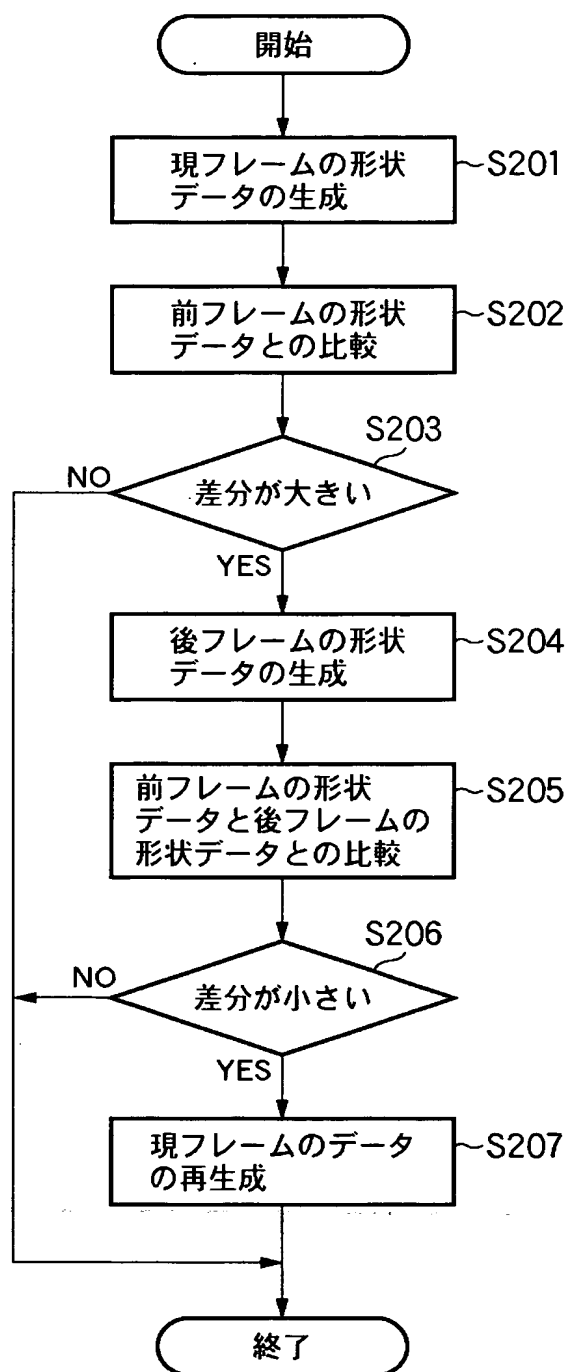 開始
現フレームの形状
データの生成
S201
前フレームの形状
データとの比較
S202
S203
差分が大きい
NO
YES
後フレームの形状
データの生成
S204
前フレームの形状
データと後フレームの
形状データとの比較
S205
S206
差分が小さい
NO
YES
現フレームのデータ
の再生成
S207
終了